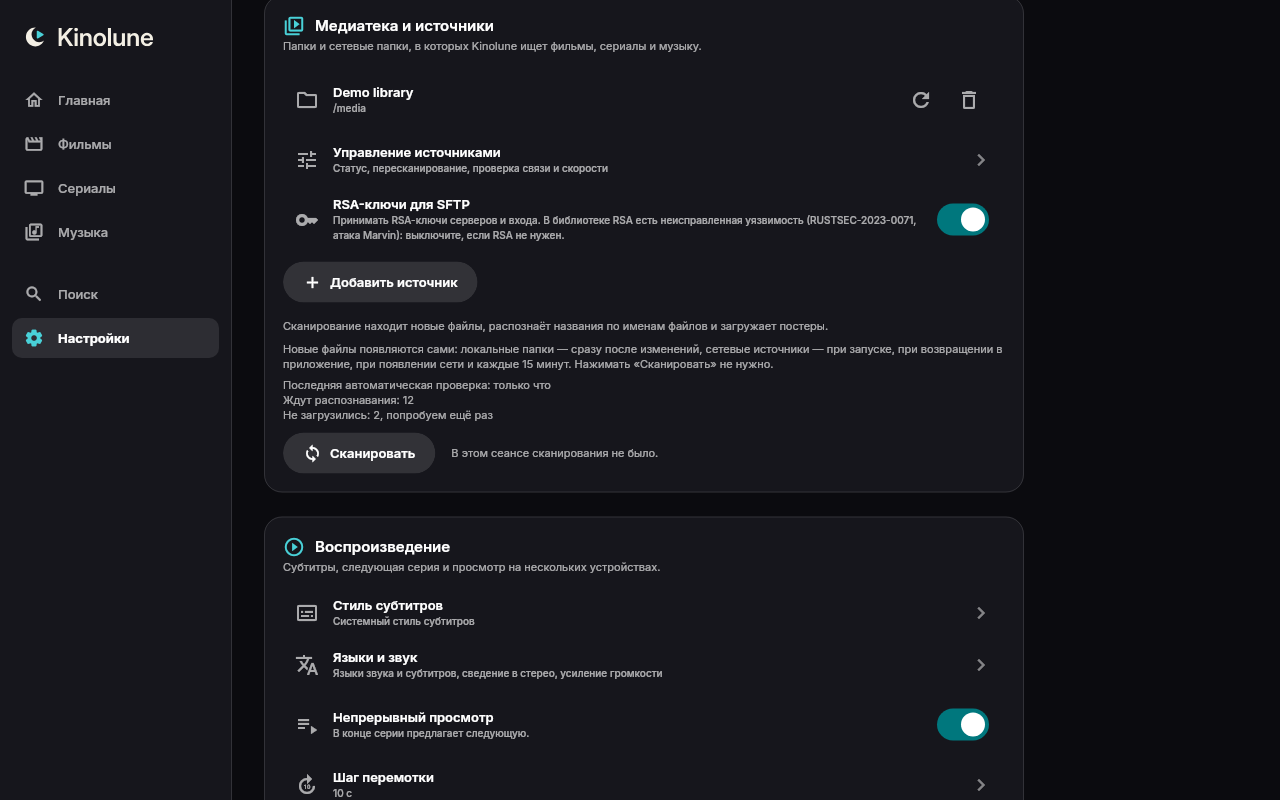 Kinolune
Главная
Фильмы
Сериалы
Музыка
Поиск
Настройки
Медиатека и источники
Папки и сетевые папки, в которых Kinolune ищет фильмы, сериалы и музыку.
Demo library
/media
Управление источниками
Статус, пересканирование, проверка связи и скорости
RSA-ключи для SFTP
Принимать RSA-ключи серверов и входа. В библиотеке RSA есть неисправленная уязвимость (RUSTSEC-2023-0071,
атака Marvin): выключите, если RSA не нужен.
Добавить источник
Сканирование находит новые файлы, распознаёт названия по именам файлов и загружает постеры.
Новые файлы появляются сами: локальные папки — сразу после изменений, сетевые источники — при запуске, при возвращении в
приложение, при появлении сети и каждые 15 минут. Нажимать «Сканировать» не нужно.
Последняя автоматическая проверка: только что
Ждут распознавания: 12
Не загрузились: 2, попробуем ещё раз
Сканировать
В этом сеансе сканирования не было.
Воспроизведение
Субтитры, следующая серия и просмотр на нескольких устройствах.
Стиль субтитров
Системный стиль субтитров
Языки и звук
Языки звука и субтитров, сведение в стерео, усиление громкости
Непрерывный просмотр
В конце серии предлагает следующую.
Шаг перемотки
10 с